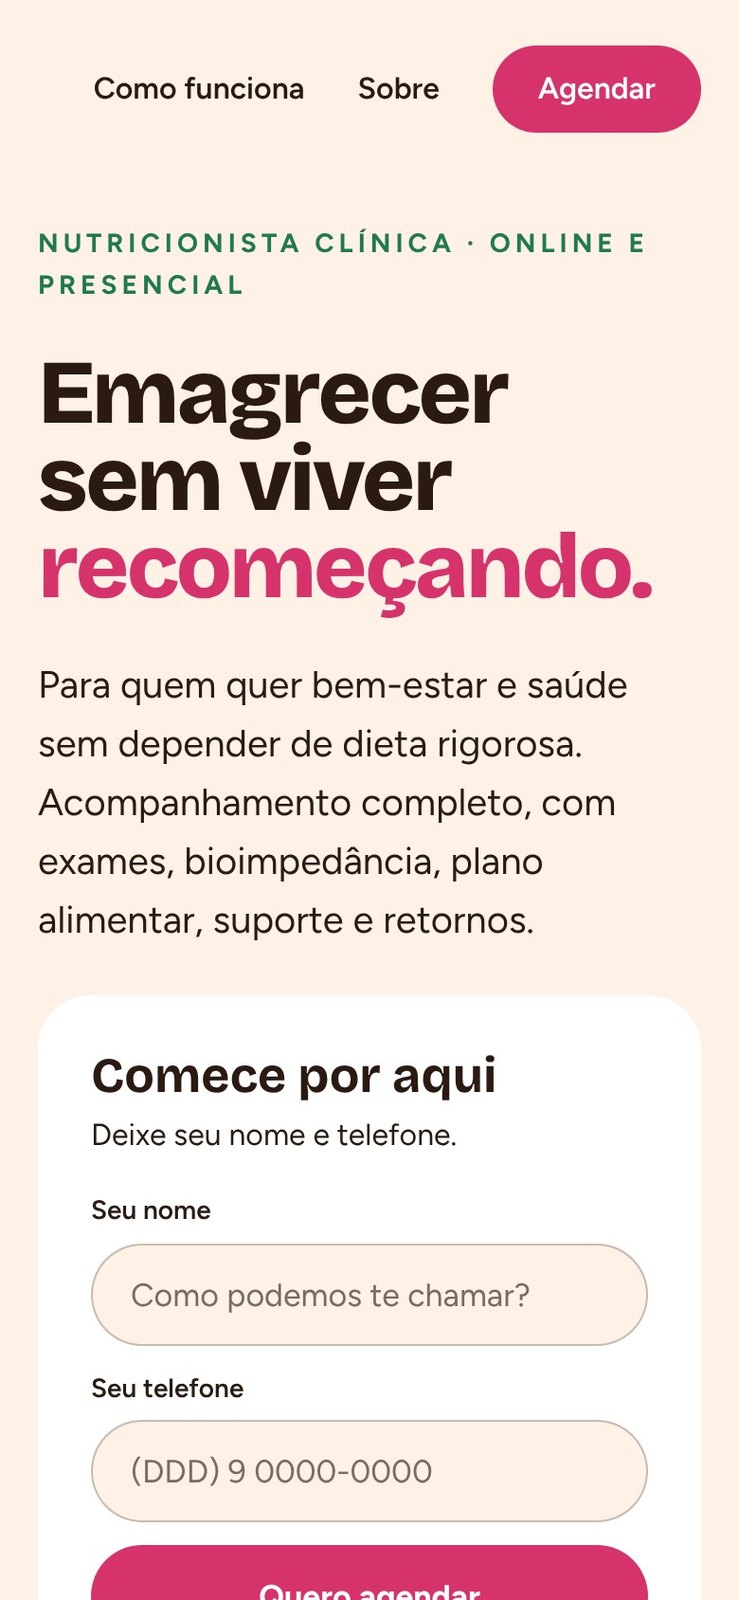 Como funciona Sobre Agendar
NUTRICIONISTA CLÍNICA · ONLINE E
PRESENCIAL
Emagrecer
sem viver
recomeçando.
Para quem quer bem-estar e saúde
sem depender de dieta rigorosa.
Acompanhamento completo, com
exames, bioimpedância, plano
alimentar, suporte e retornos.
Comece por aqui
Deixe seu nome e telefone.
Seu nome
Como podemos te chamar?
Seu telefone
(DDD) 9 0000-0000
Quero agendar